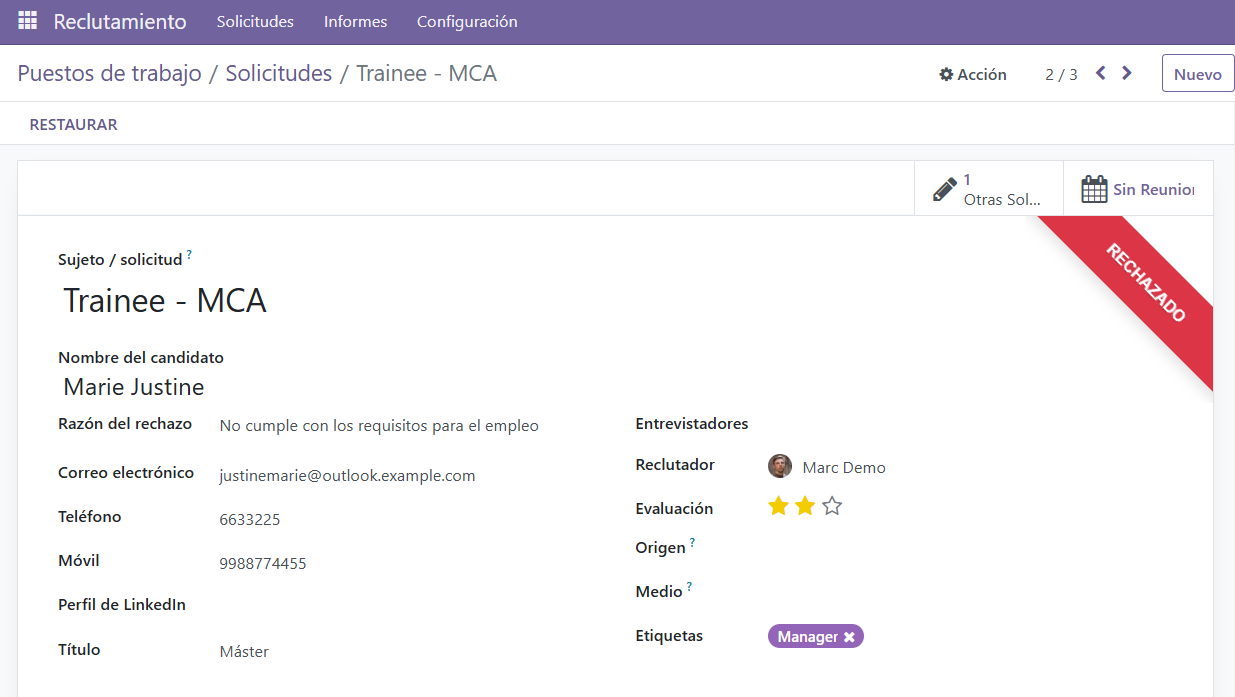 Reclutamiento Solicitudes Informes Configuración
Puestos de trabajo / Solicitudes / Trainee - MCA
Acción 2 / 3 Nuevo
RESTAURAR
1
Otras Sol...
Sin Reunion
RECHAZADO
Sujeto / solicitud ?
Trainee - MCA
Nombre del candidato
Marie Justine
Razón del rechazo No cumple con los requisitos para el empleo
Correo electrónico justinemarie@outlook.example.com
Teléfono 6633225
Móvil 9988774455
Perfil de LinkedIn
Título Máster
Entrevistadores
Reclutador Marc Demo
Evaluación
Origen ?
Medio ?
Etiquetas Manager